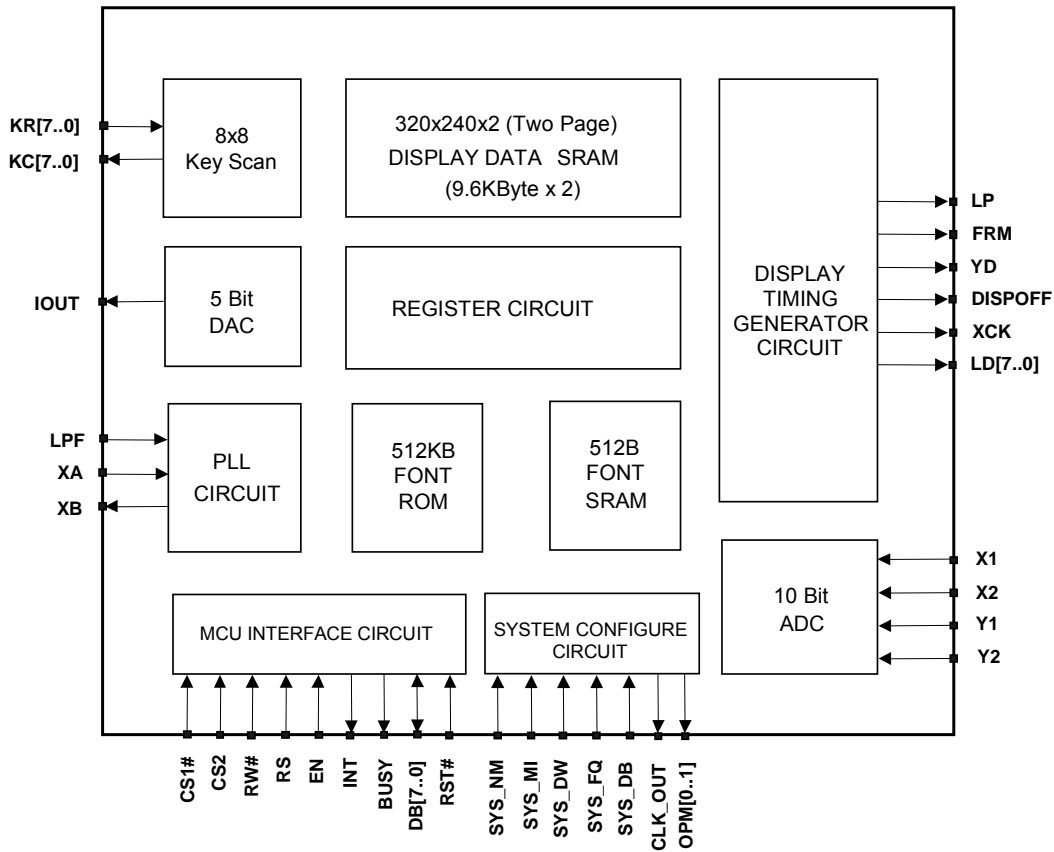 KR[7..0]
KC[7..0]
8x8
Key Scan
320x240x2 (Two Page)
DISPLAY DATA SRAM
(9.6KByte x 2)
IOUT
5 Bit
DAC
REGISTER CIRCUIT
DISPLAY
TIMING
GENERATOR
CIRCUIT
LP
FRM
YD
DISPOFF
XCK
LD[7..0]
LPF
XA
XB
PLL
CIRCUIT
512KB
FONT
ROM
512B
FONT
SRAM
10 Bit
ADC
X1
X2
Y1
Y2
MCU INTERFACE CIRCUIT
SYSTEM CONFIGURE
CIRCUIT
CS1#
CS2
RW#
RS
EN
INT
BUSY
DB[7..0]
RST#
SYS_NM
SYS_MI
SYS_DW
SYS_FQ
SYS_DB
CLK_OUT
OPM[0..1]